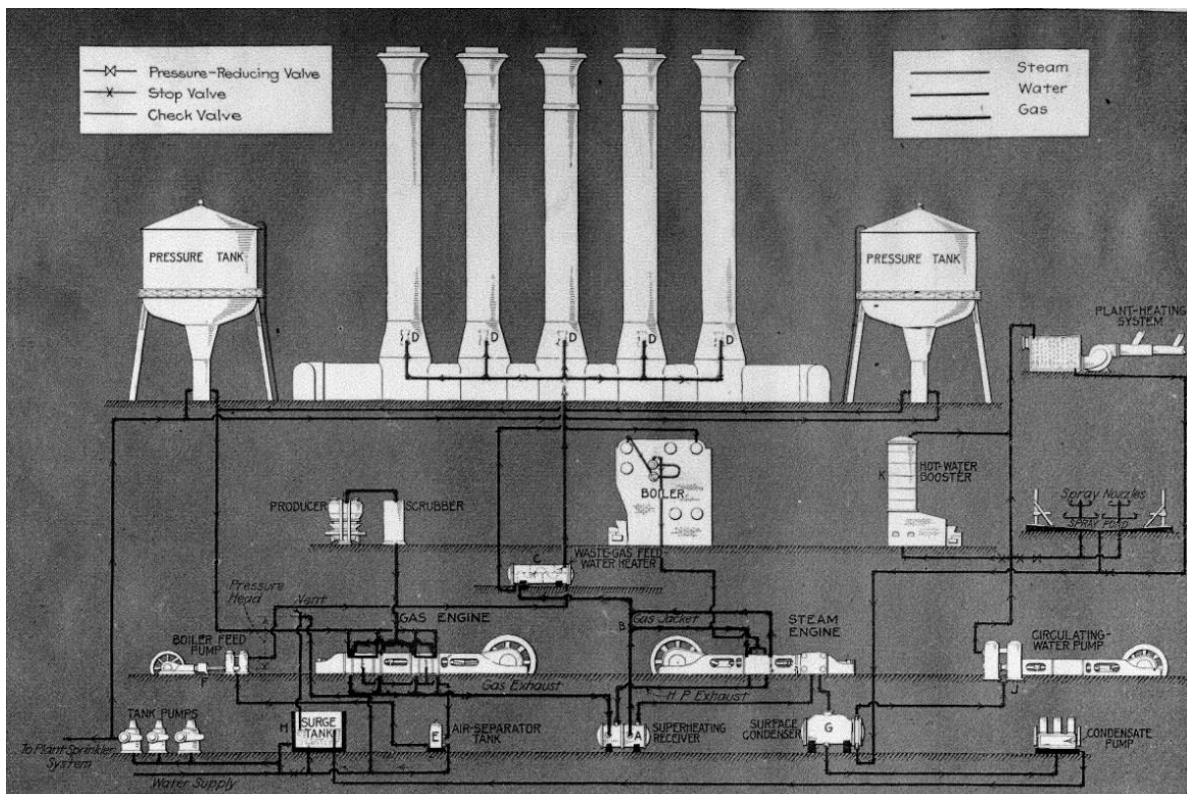 Pressure-Reducing Valve
Stop Valve
Check Valve
Steam
Water
Gas
PRESSURE TANK
PRESSURE TANK
D
D
D
D
D
PLANT-HEATING
SYSTEM
PRODUCER
SCRUBBER
BOILER
K
HOT-WATER
BOOSTER
Spray Nozzles
SPRAY POND
C
WASTE-GAS FEED-
WATER HEATER
Pressure
Head
Vent
GAS ENGINE
B
Gas Jacket
STEAM
ENGINE
BOILER FEED
PUMP
F
CIRCULATING-
WATER PUMP
J
Gas Exhaust
H.P. Exhaust
TANK PUMPS
H
SURGE
TANK
E
AIR-SEPARATOR
TANK
A
SUPERHEATING
RECEIVER
SURFACE
CONDENSER
G
CONDENSATE
PUMP
To Plant Sprinkler
System
Water Supply